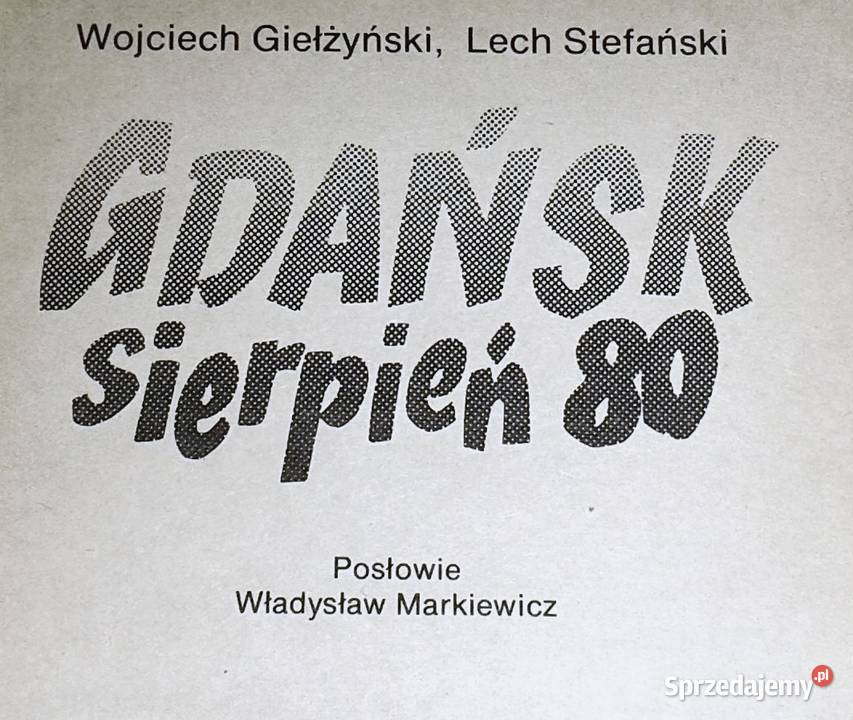 Wojciech Giełżyński, Lech Stefański
GDAŃSK
sierpień 80
Posłowie
Władysław Markiewicz
Sprzedajemy.pl